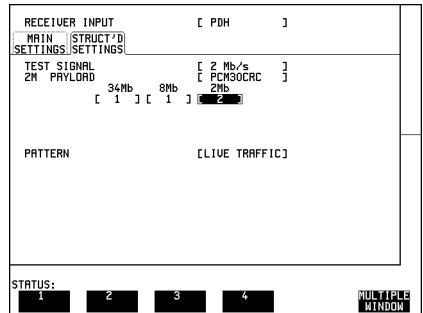 RECEIVER INPUT [ PDH ]
MAIN SETTINGS STRUCT'D SETTINGS
TEST SIGNAL [ 2 Mb/s ]
2M PAYLOAD [ PCM30CRC ]
34Mb 8Mb 2Mb
[ 1 ] [ 1 ] [ 2 ]
PATTERN [LIVE TRAFFIC]
STATUS:
1 2 3 4 MULTIPLE WINDOW